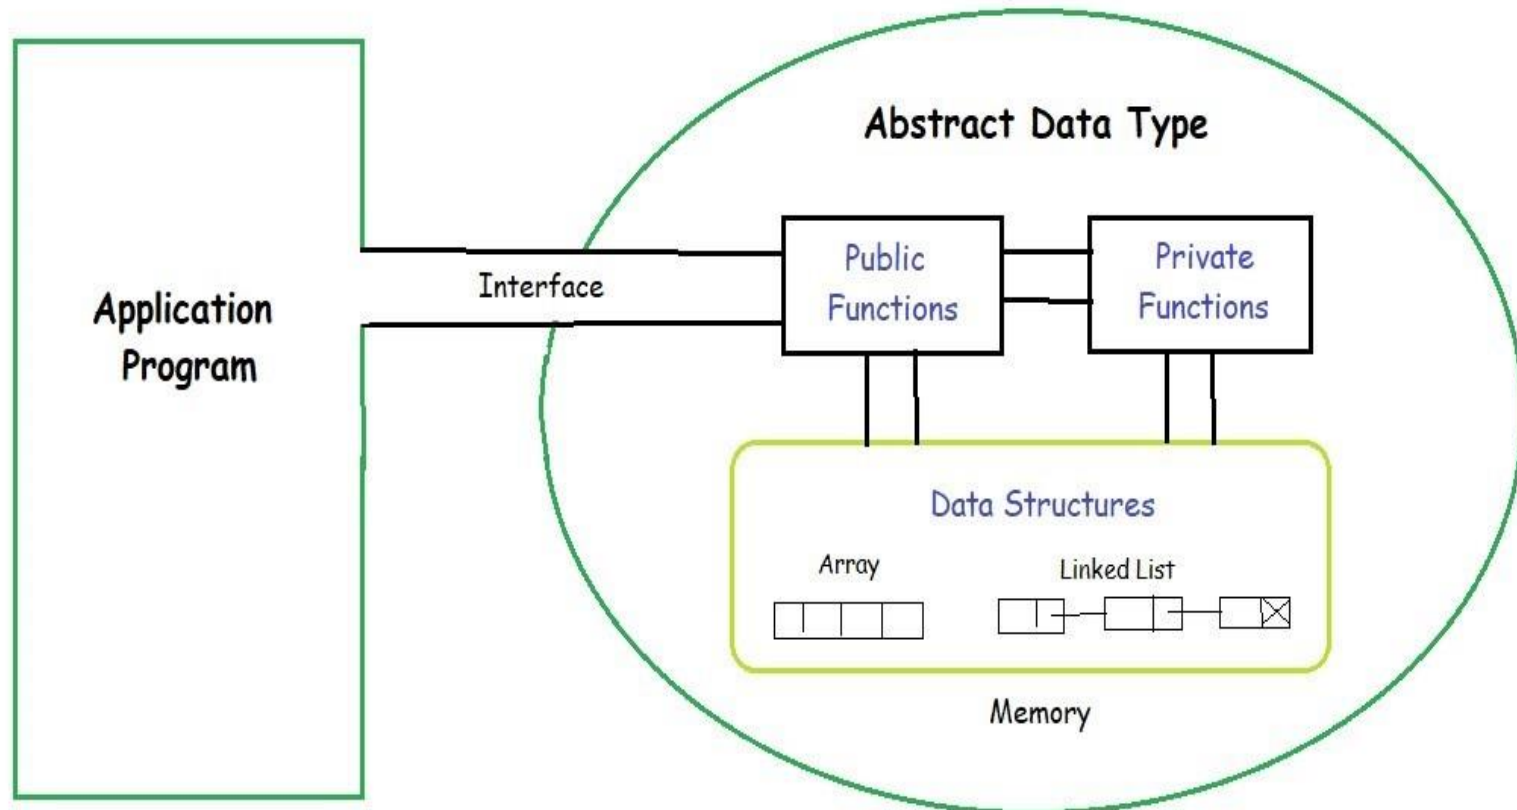 Abstract Data Type
Application
Program
Interface
Public
Functions
Private
Functions
Data Structures
Array
Linked List
Memory